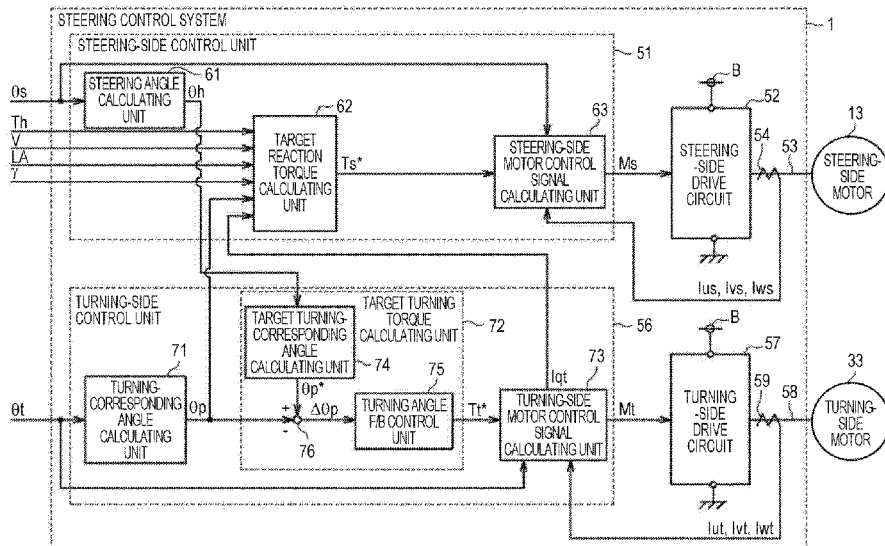 STEERING CONTROL SYSTEM
1
STEERING-SIDE CONTROL UNIT
51
61
θs
STEERING ANGLE
CALCULATING
UNIT
θh
Th
V
LA
γ
62
TARGET
REACTION
TORQUE
CALCULATING
UNIT
Ts*
63
STEERING-SIDE
MOTOR CONTROL
SIGNAL
CALCULATING UNIT
Ms
B
52
STEERING
-SIDE
DRIVE
CIRCUIT
54
53
13
STEERING-
SIDE
MOTOR
Ius, Ivs, Iws
TURNING-SIDE
CONTROL UNIT
56
TARGET TURNING
TORQUE
CALCULATING UNIT
72
TARGET TURNING-
CORRESPONDING
ANGLE
CALCULATING UNIT
74
θp*
71
θt
TURNING-
CORRESPONDING
ANGLE
CALCULATING
UNIT
θp
+
-
76
Δθp
75
TURNING ANGLE
F/B CONTROL
UNIT
Tt*
Iqt
73
TURNING-SIDE
MOTOR CONTROL
SIGNAL
CALCULATING UNIT
Mt
B
57
TURNING
-SIDE
DRIVE
CIRCUIT
59
58
33
TURNING-
SIDE
MOTOR
Iut, Ivt, Iwt